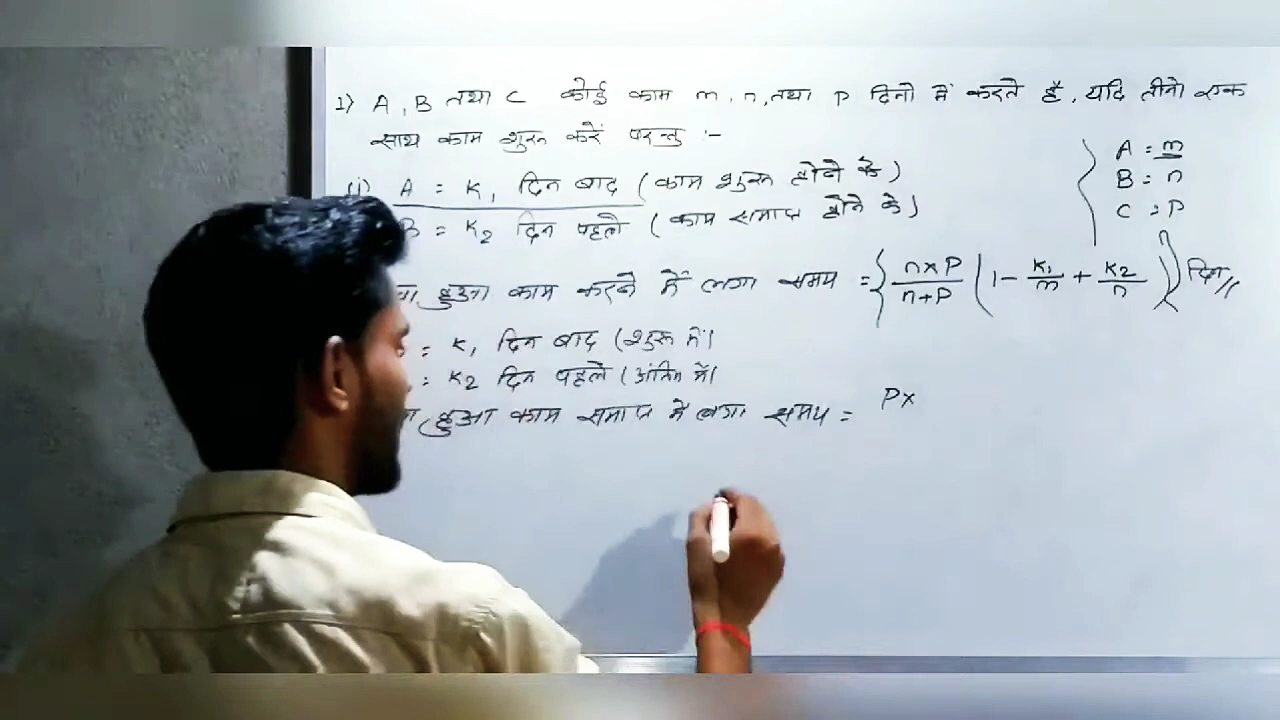 1) A, B तथा C कोई काम m, n, तथा P दिनो में करते है, यदि तीनो एक
साथ काम शुरू करें परन्तु :-
(i) A = K₁ दिन बाद (काम शुरू होने के)
B = K₂ दिन पहले (काम समाप्त होने के)
हुआ काम करने में लगा समय = { n×P / n+P ( 1 - K₁/m + K₂/n ) } दिन //
= K₁ दिन बाद (शुरू में)
= K₂ दिन पहले (अंतिम में)
हुआ काम समाप्त में लगा समय = P×
A = m
B = n
C = P